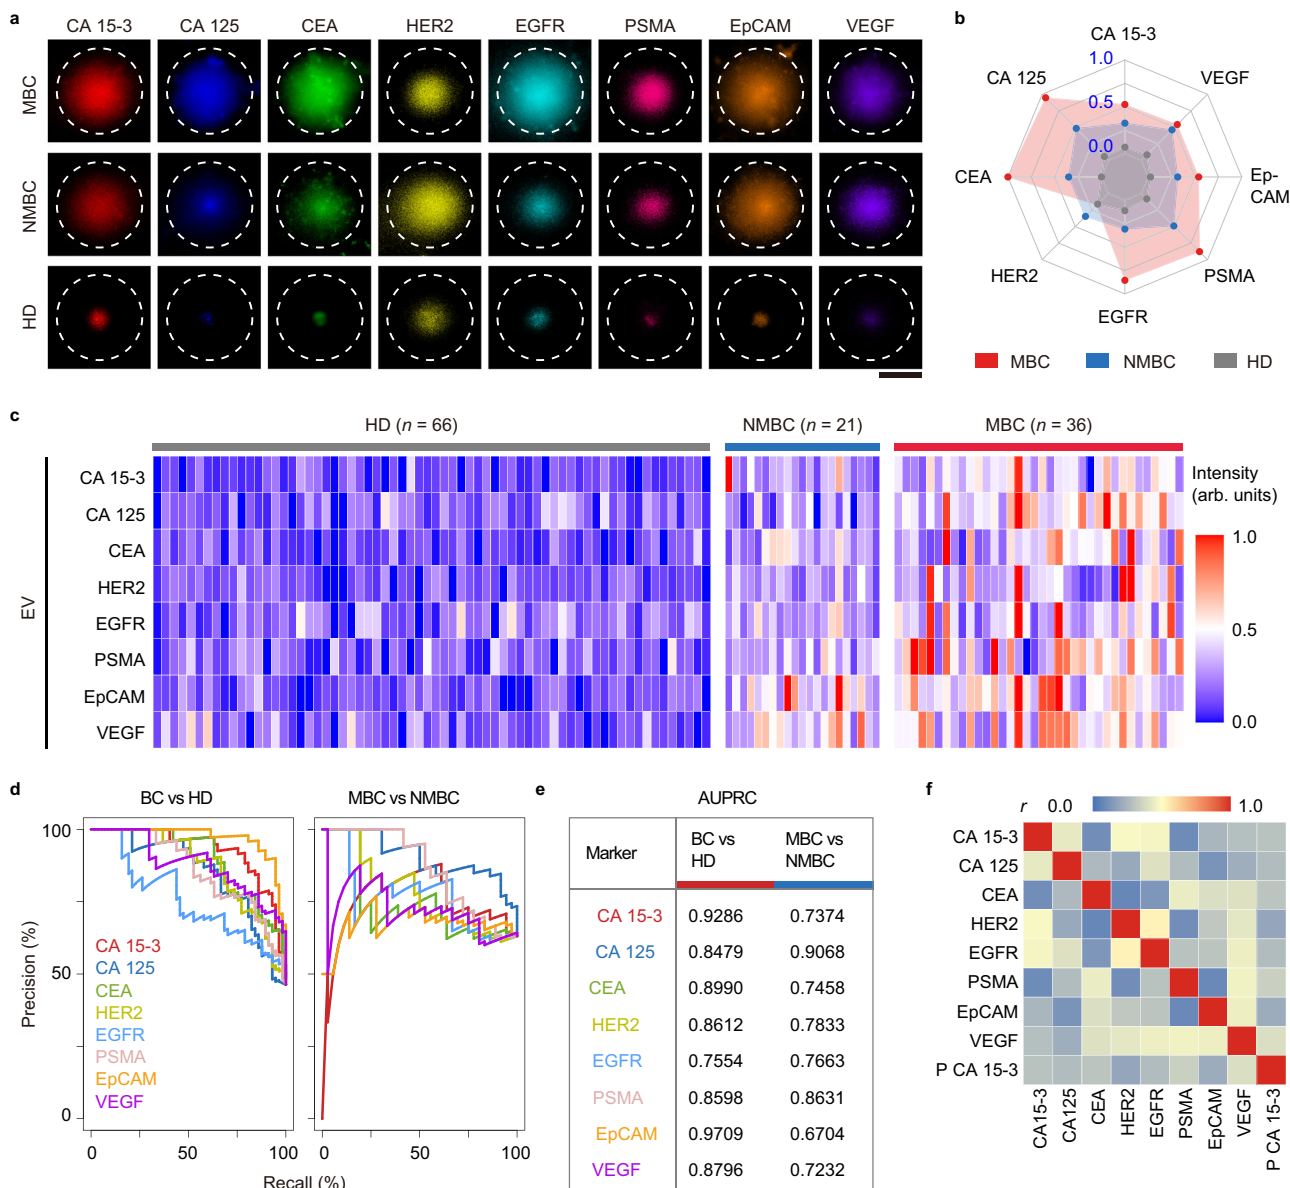 a
CA 15-3 CA 125 CEA HER2 EGFR PSMA EpCAM VEGF
MBC
NMBC
HD
b
CA 15-3
1.0
CA 125
VEGF
0.5
0.0
CEA
Ep-
CAM
HER2
PSMA
EGFR
MBC NMBC HD
c
HD (n = 66) NMBC (n = 21) MBC (n = 36)
EV
CA 15-3
CA 125
CEA
HER2
EGFR
PSMA
EpCAM
VEGF
Intensity
(arb. units)
1.0
0.5
0.0
d
BC vs HD MBC vs NMBC
Precision (%)
100
50
0
CA 15-3
CA 125
CEA
HER2
EGFR
PSMA
EpCAM
VEGF
0 50 100 0 50 100
Recall (%)
e
AUPRC
Marker BC vs HD MBC vs NMBC
CA 15-3 0.9286 0.7374
CA 125 0.8479 0.9068
CEA 0.8990 0.7458
HER2 0.8612 0.7833
EGFR 0.7554 0.7663
PSMA 0.8598 0.8631
EpCAM 0.9709 0.6704
VEGF 0.8796 0.7232
f
r 0.0 1.0
CA 15-3
CA 125
CEA
HER2
EGFR
PSMA
EpCAM
VEGF
P CA 15-3
CA15-3 CA125 CEA HER2 EGFR PSMA EpCAM VEGF P CA 15-3